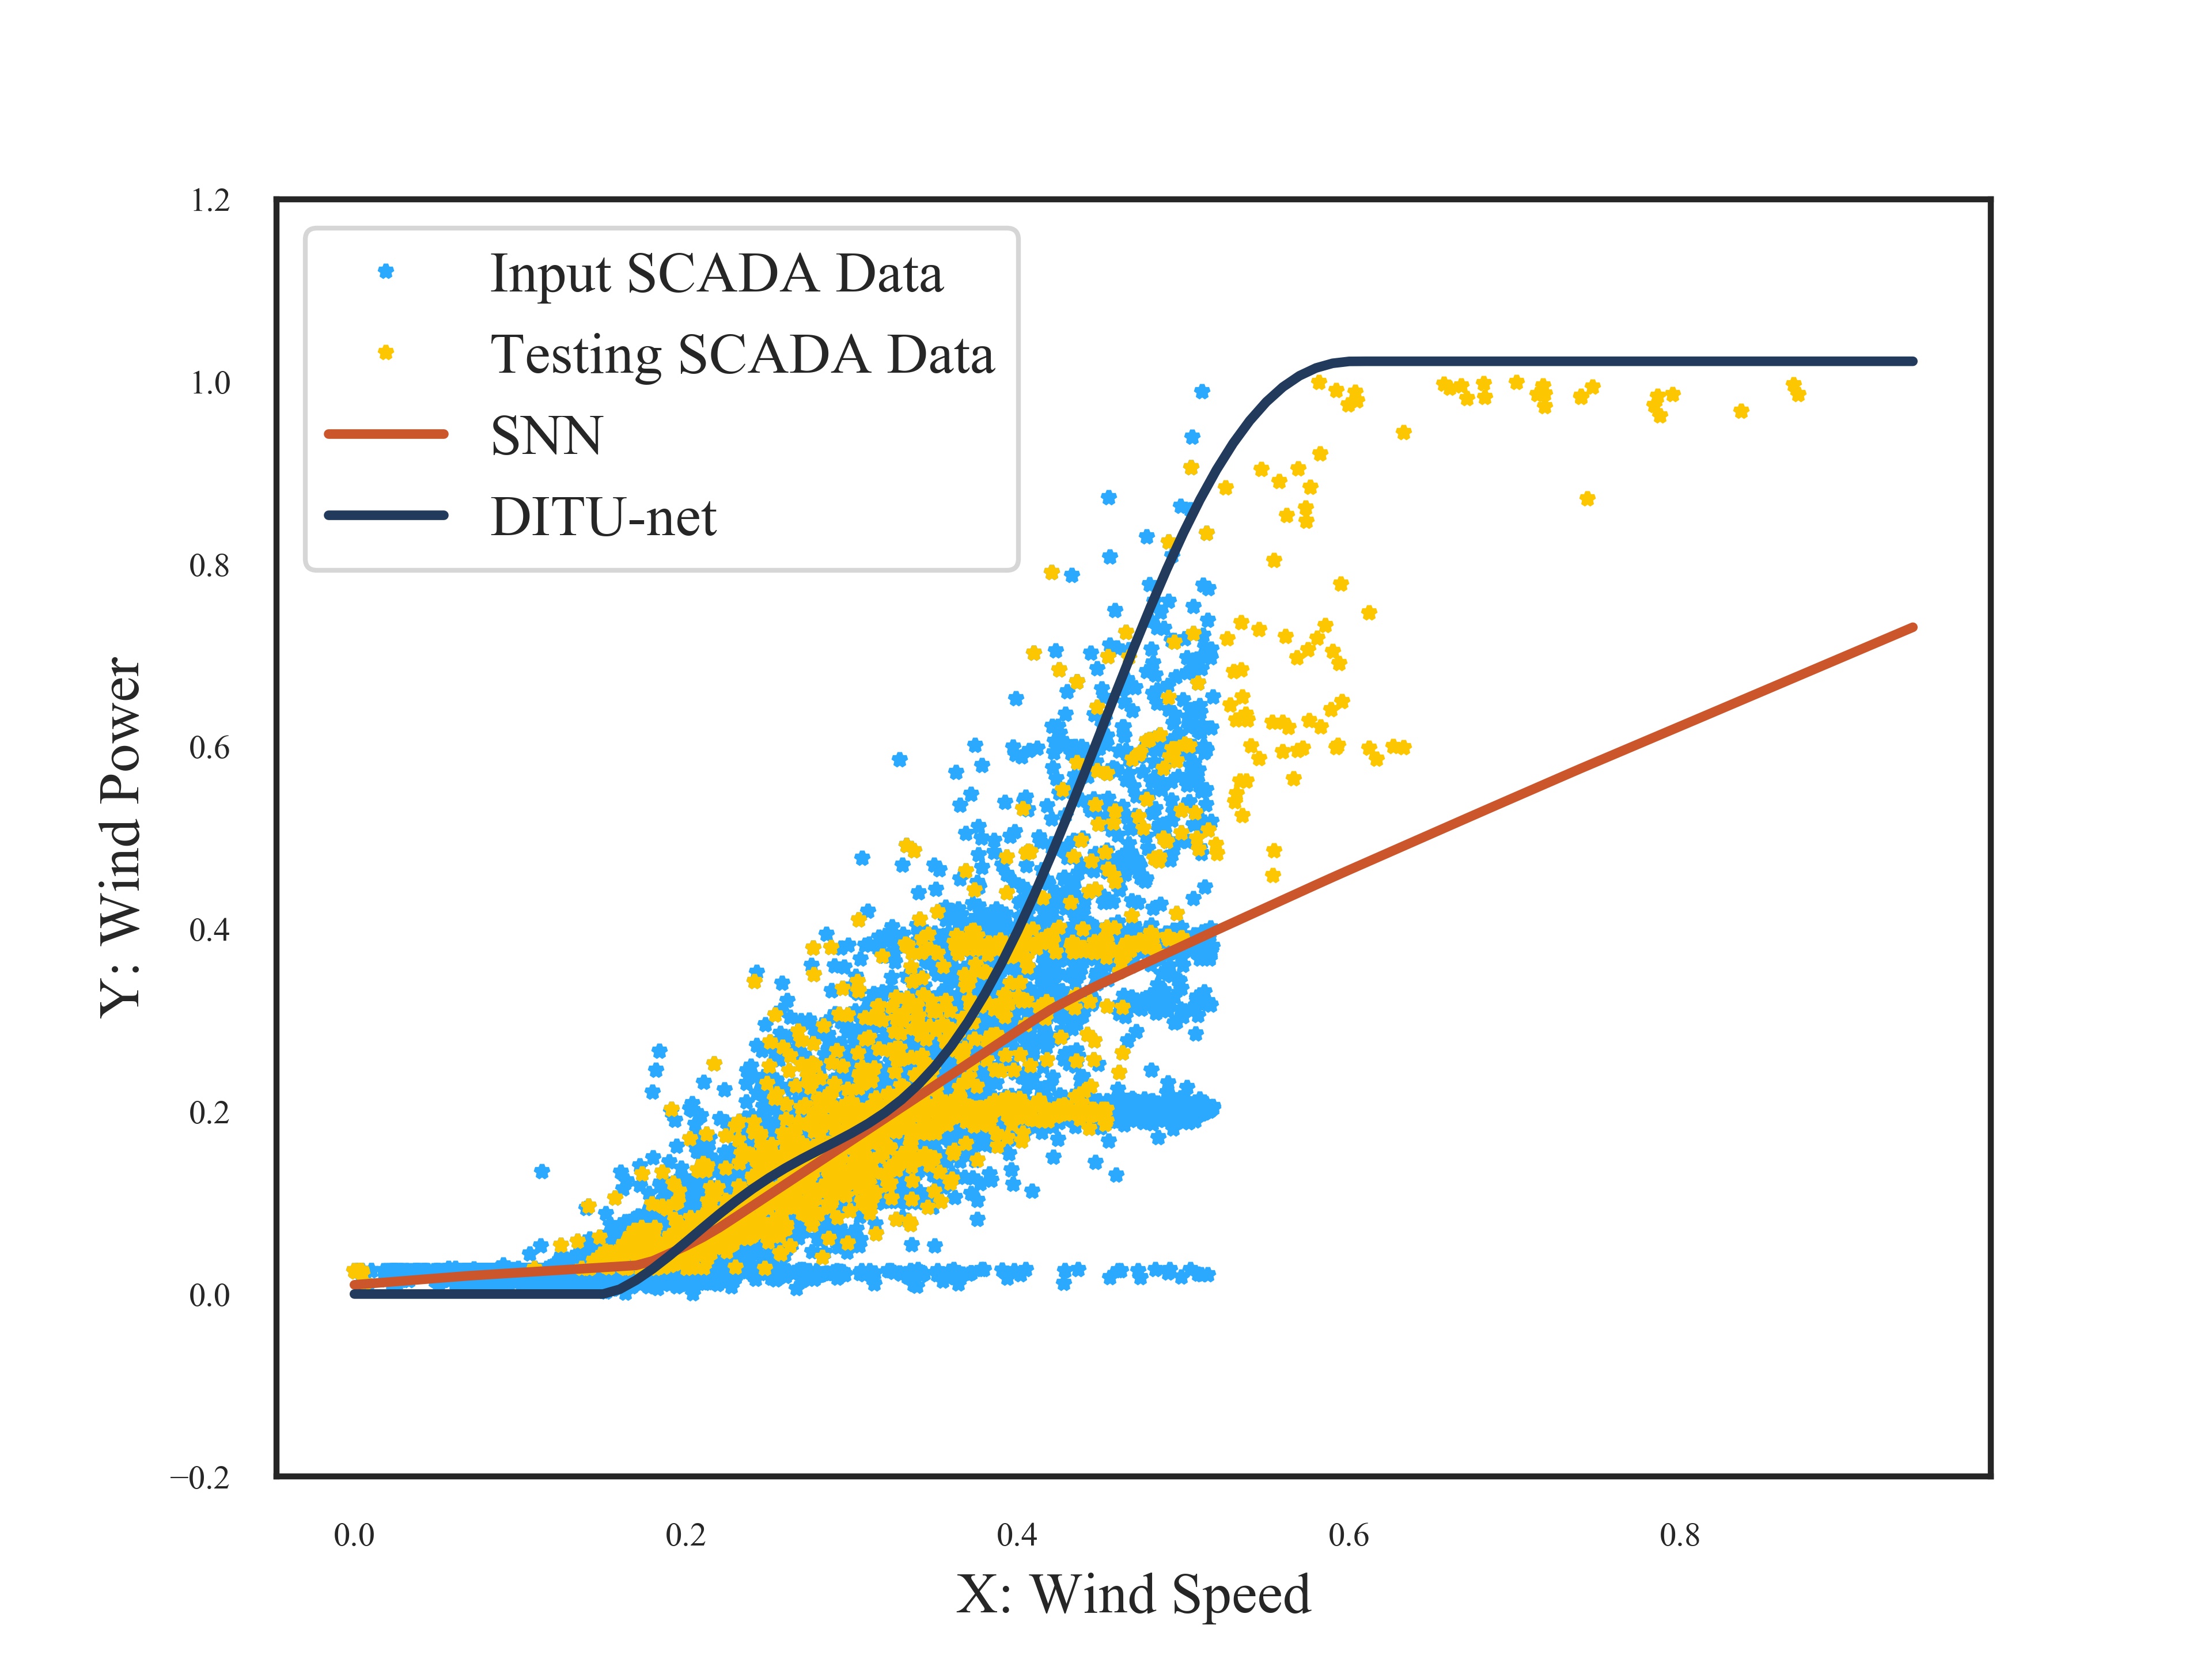 1.2
1.0
0.8
0.6
0.4
0.2
0.0
−0.2
Y: Wind Power
Input SCADA Data
Testing SCADA Data
SNN
DITU-net
0.0 0.2 0.4 0.6 0.8
X: Wind Speed